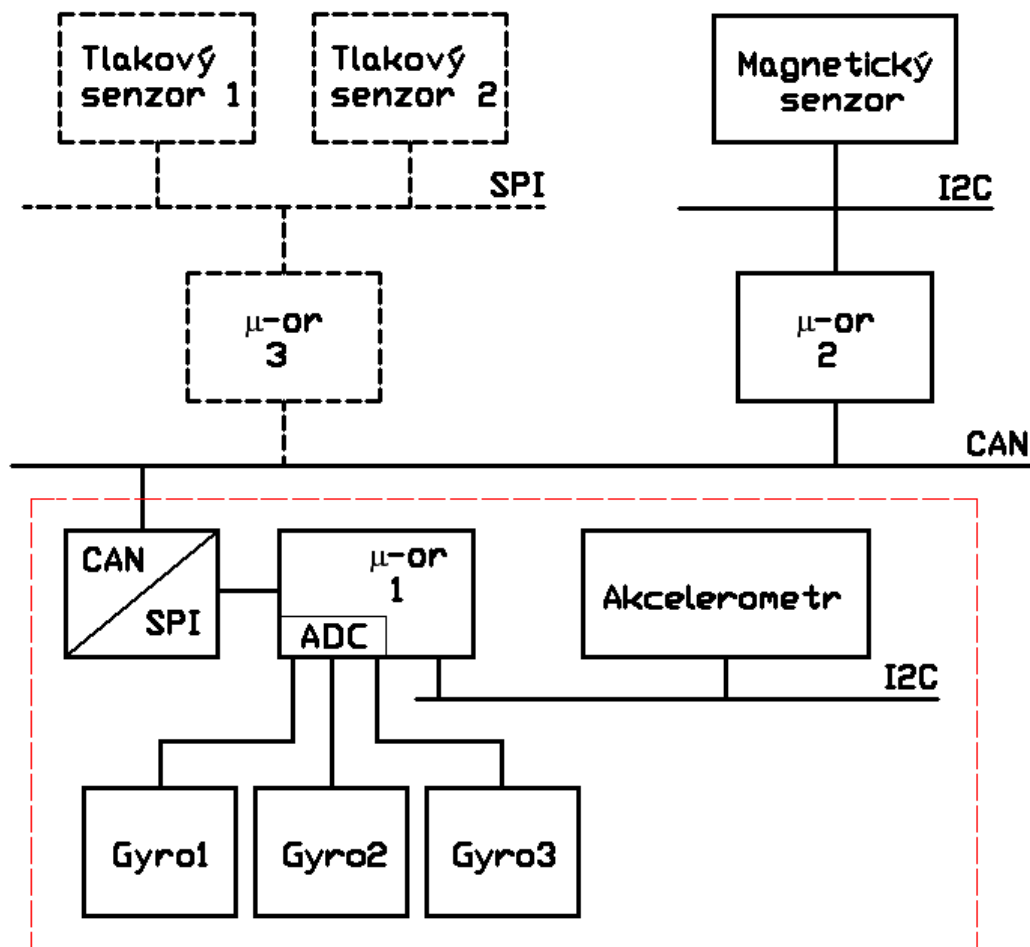 Tlakový
senzor 1
Tlakový
senzor 2
Magnetický
senzor
SPI
I2C
μ-or
3
μ-or
2
CAN
CAN
SPI
μ-or
1
ADC
Akcelerometr
I2C
Gyro1
Gyro2
Gyro3